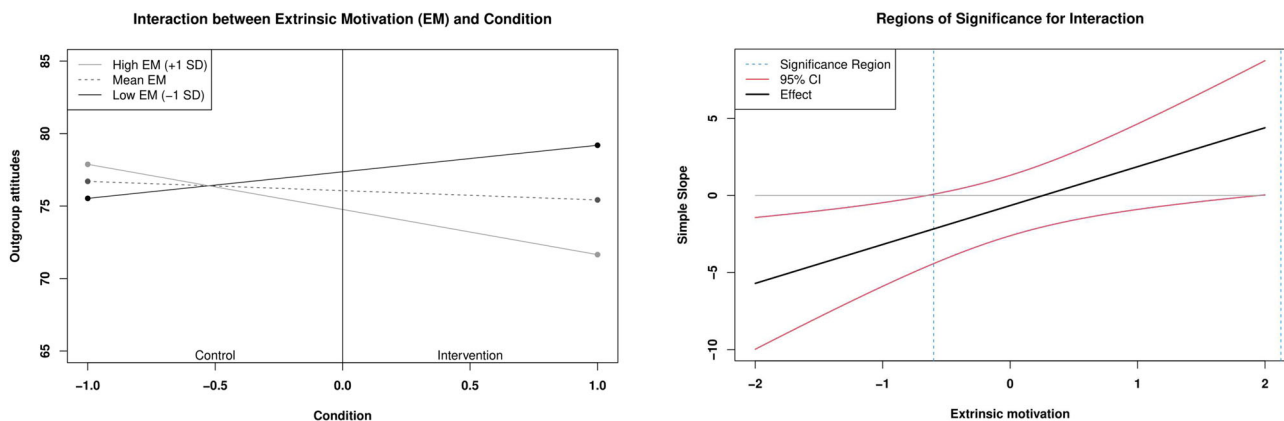 Interaction between Extrinsic Motivation (EM) and Condition
High EM (+1 SD)
Mean EM
Low EM (−1 SD)
Outgroup attitudes
85
80
75
70
65
Control
Intervention
−1.0
−0.5
0.0
0.5
1.0
Condition
Regions of Significance for Interaction
Significance Region
95% CI
Effect
Simple Slope
5
0
−5
−10
−2
−1
0
1
2
Extrinsic motivation